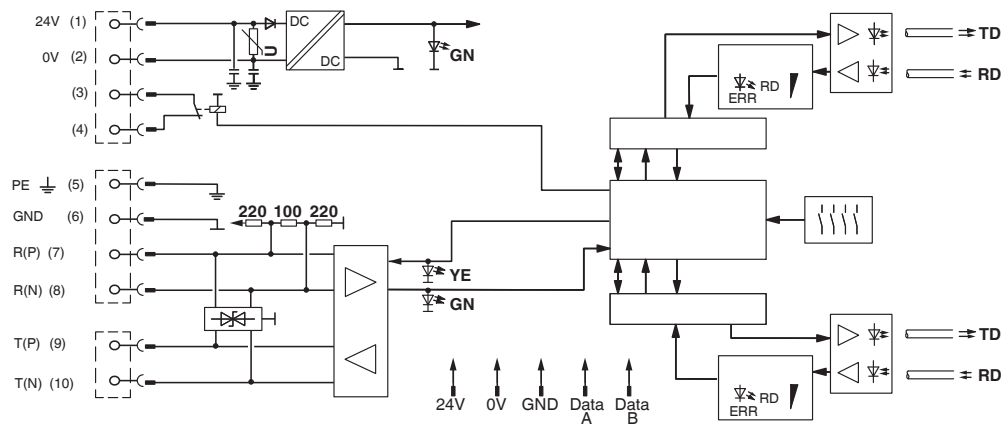 24V (1)
0V (2)
(3)
(4)
PE (5)
GND (6)
R(P) (7)
R(N) (8)
T(P) (9)
T(N) (10)
U
DC
DC
GN
220 100 220
YE
GN
24V 0V GND Data A Data B
ERR RD
TD
RD
ERR RD
TD
RD